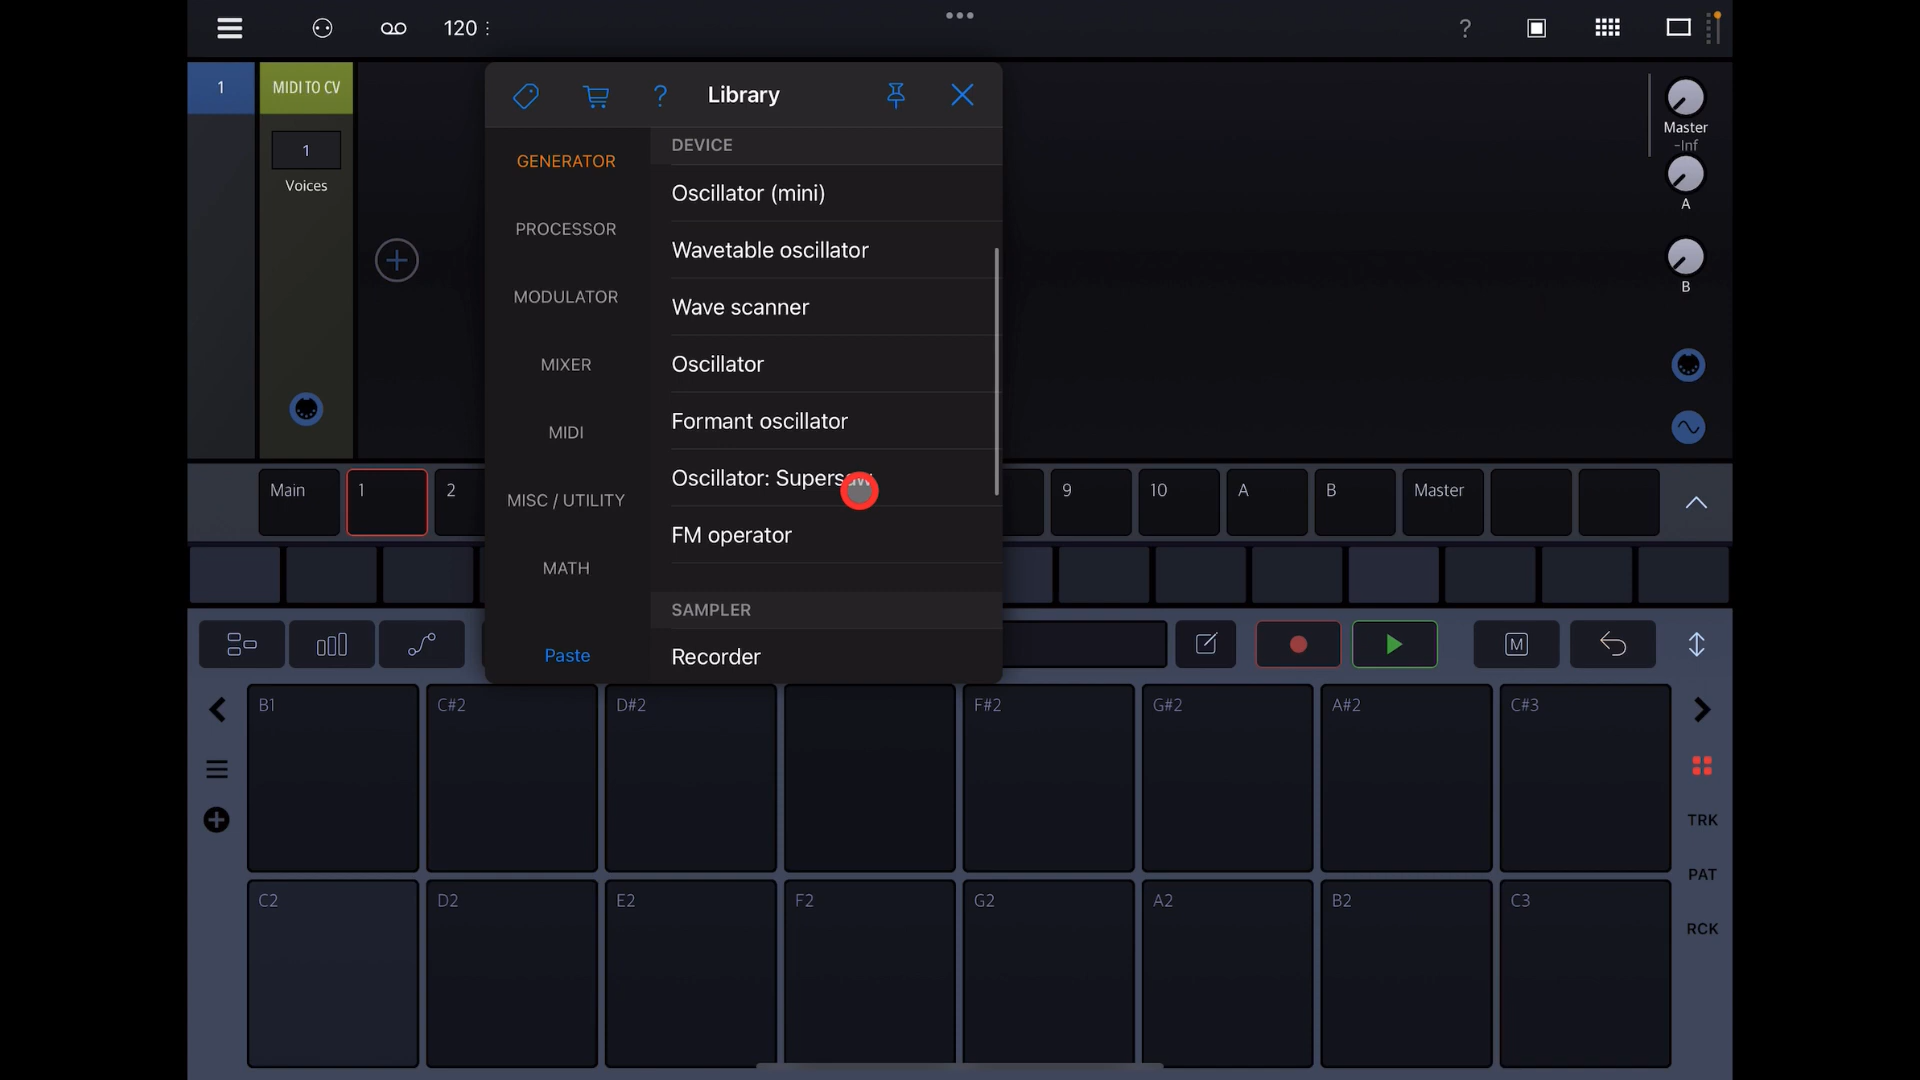 120
?
1
MIDI TO CV
1
Voices
?
Library
GENERATOR
PROCESSOR
MODULATOR
MIXER
MIDI
MISC / UTILITY
MATH
Paste
DEVICE
Oscillator (mini)
Wavetable oscillator
Wave scanner
Oscillator
Formant oscillator
Oscillator: Supersaw
FM operator
SAMPLER
Recorder
Master
-Inf
A
B
Main
1
2
9
10
A
B
Master
M
B1
C#2
D#2
F#2
G#2
A#2
C#3
TRK
PAT
RCK
C2
D2
E2
F2
G2
A2
B2
C3